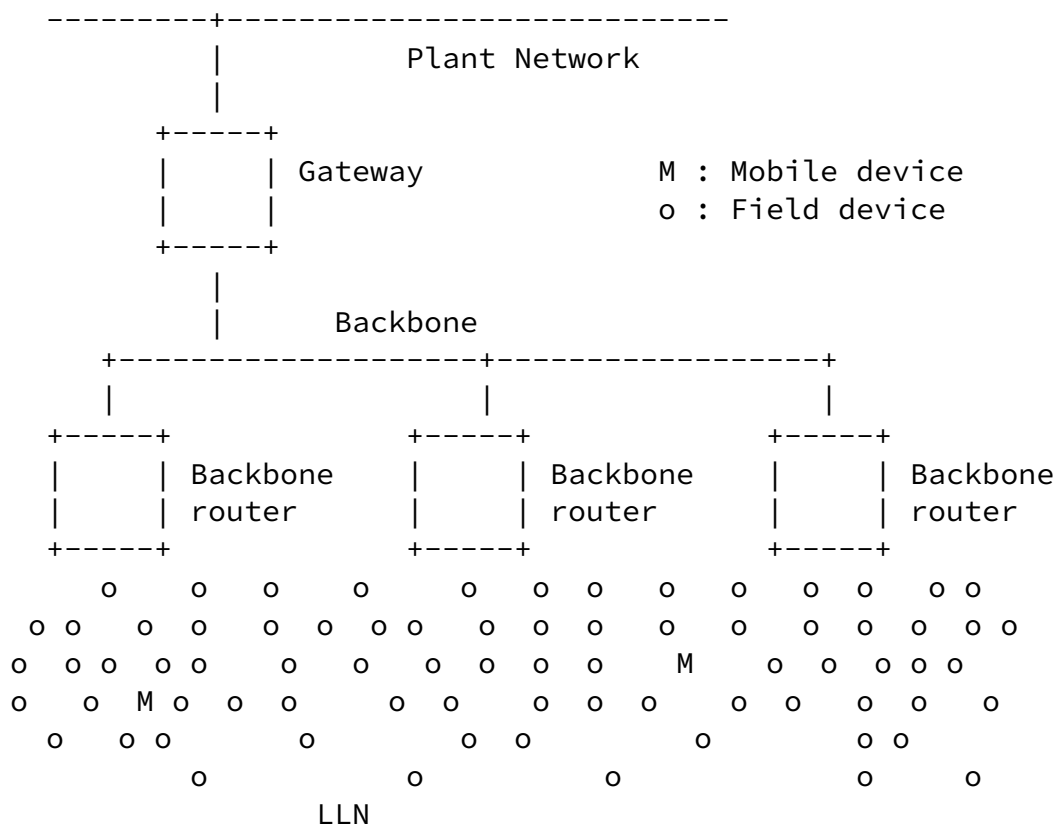 ---------+----------------------------
|          Plant Network
|
+-----+
|     | Gateway             M : Mobile device
|     |                     o : Field device
+-----+
|
|      Backbone
+--------------------+------------------+
|                    |                  |
+-----+             +-----+             +-----+
|     | Backbone    |     | Backbone    |     | Backbone
|     | router      |     | router      |     | router
+-----+             +-----+             +-----+
o    o   o    o     o   o  o   o   o   o  o   o o
o o   o  o   o  o  o o   o  o  o   o   o   o  o  o  o o
o  o o  o o    o   o   o  o  o  o    M    o  o  o o o
o   o  M o  o  o     o  o    o  o  o    o  o   o  o   o
o   o o       o        o  o         o        o o
o           o          o             o     o
LLN